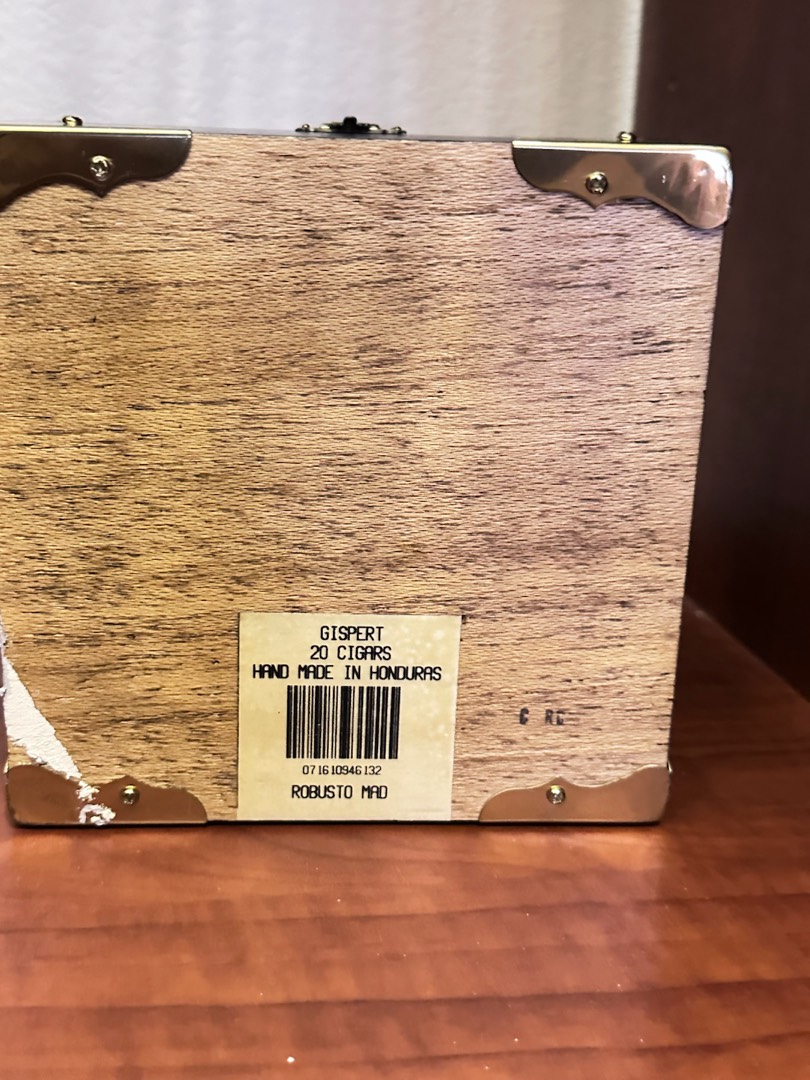 GISPERT
20 CIGARS
HAND MADE IN HONDURAS
071610946132
ROBUSTO MAD